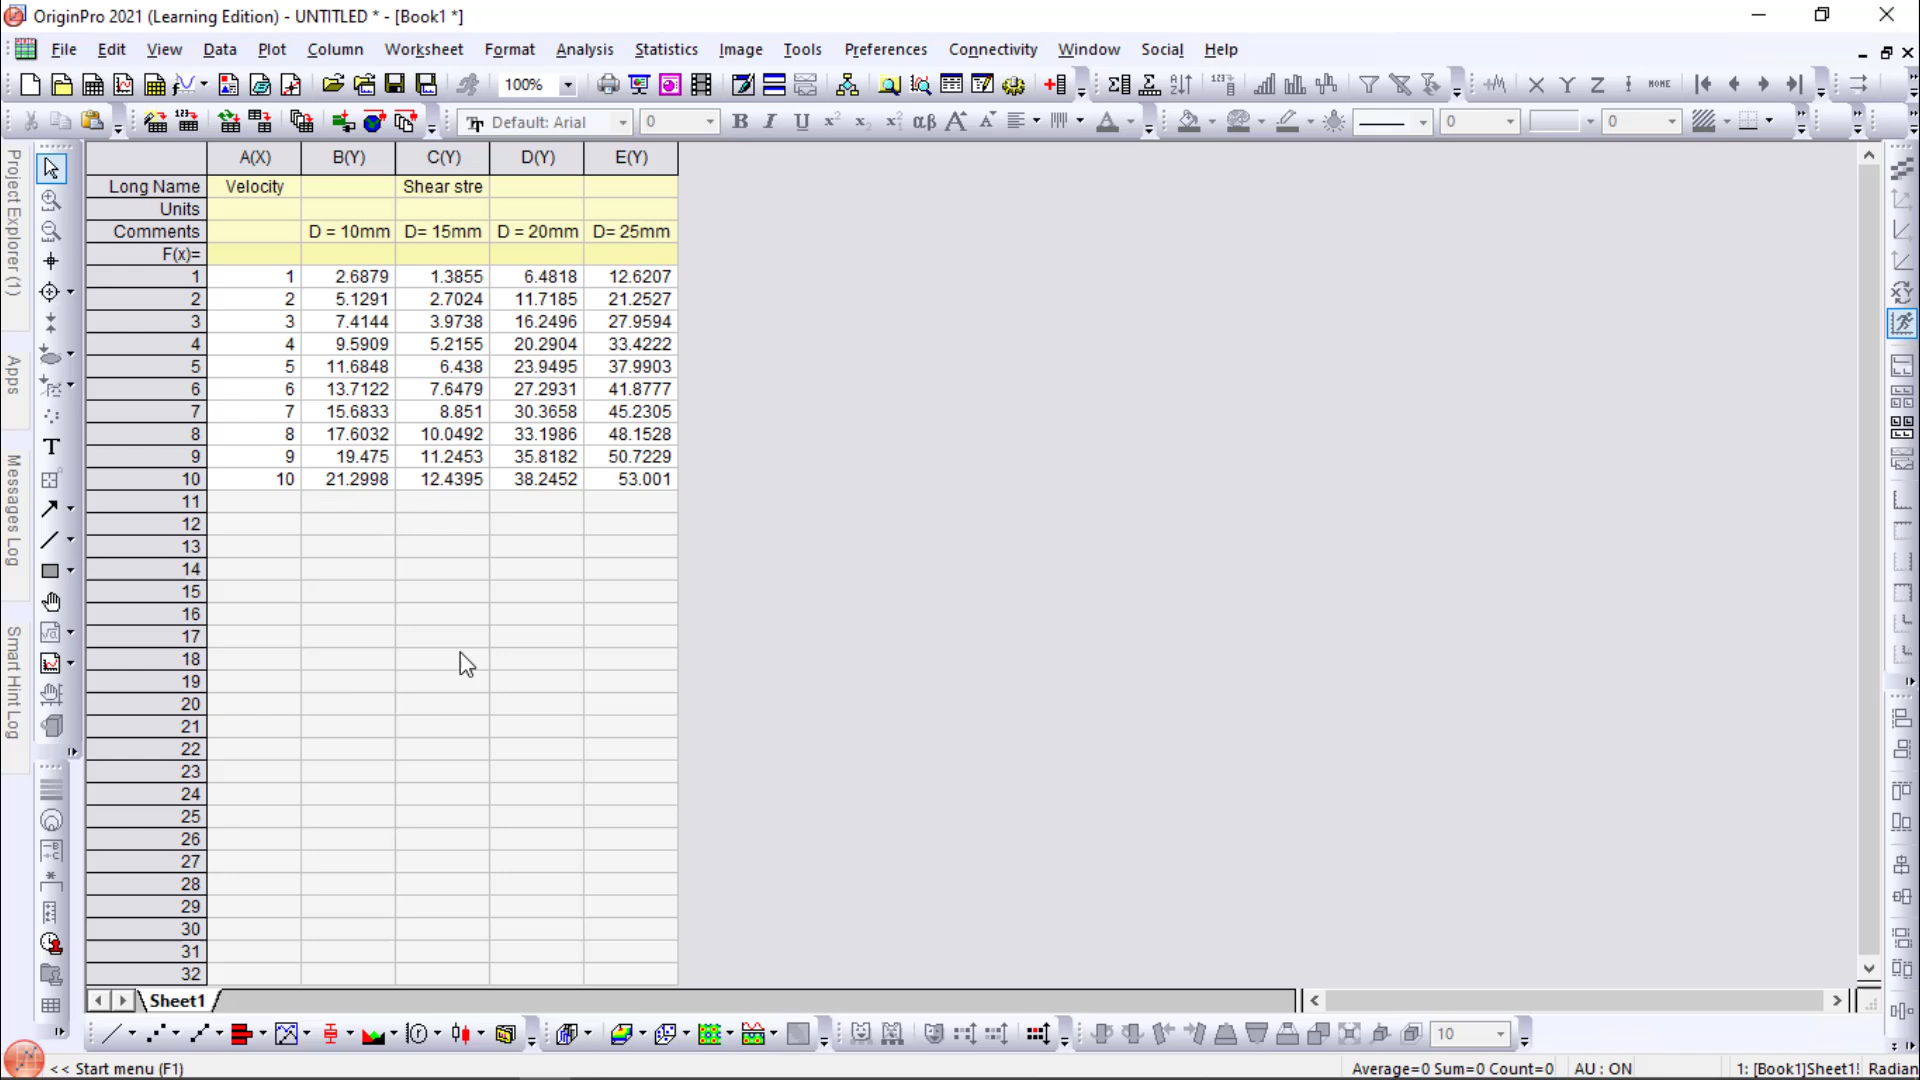 OriginPro 2021 (Learning Edition) - UNTITLED * - [Book1 *]
File Edit View Data Plot Column Worksheet Format Analysis Statistics Image Tools Preferences Connectivity Window Social Help
100% X Y Z HOME
Default: Arial 0 B I U αβ A A A 0 0
A(X) B(Y) C(Y) D(Y) E(Y)
Long Name Velocity Shear stre
Units
Comments D = 10mm D= 15mm D = 20mm D= 25mm
F(x)=
1 1 2.6879 1.3855 6.4818 12.6207
2 2 5.1291 2.7024 11.7185 21.2527
3 3 7.4144 3.9738 16.2496 27.9594
4 4 9.5909 5.2155 20.2904 33.4222
5 5 11.6848 6.438 23.9495 37.9903
6 6 13.7122 7.6479 27.2931 41.8777
7 7 15.6833 8.851 30.3658 45.2305
8 8 17.6032 10.0492 33.1986 48.1528
9 9 19.475 11.2453 35.8182 50.7229
10 10 21.2998 12.4395 38.2452 53.001
11
12
13
14
15
16
17
18
19
20
21
22
23
24
25
26
27
28
29
30
31
32
Project Explorer (1)
Apps
Messages Log
Smart Hint Log
T
Sheet1
10
<< Start menu (F1) Average=0 Sum=0 Count=0 AU : ON 1: [Book1]Sheet1! Radian